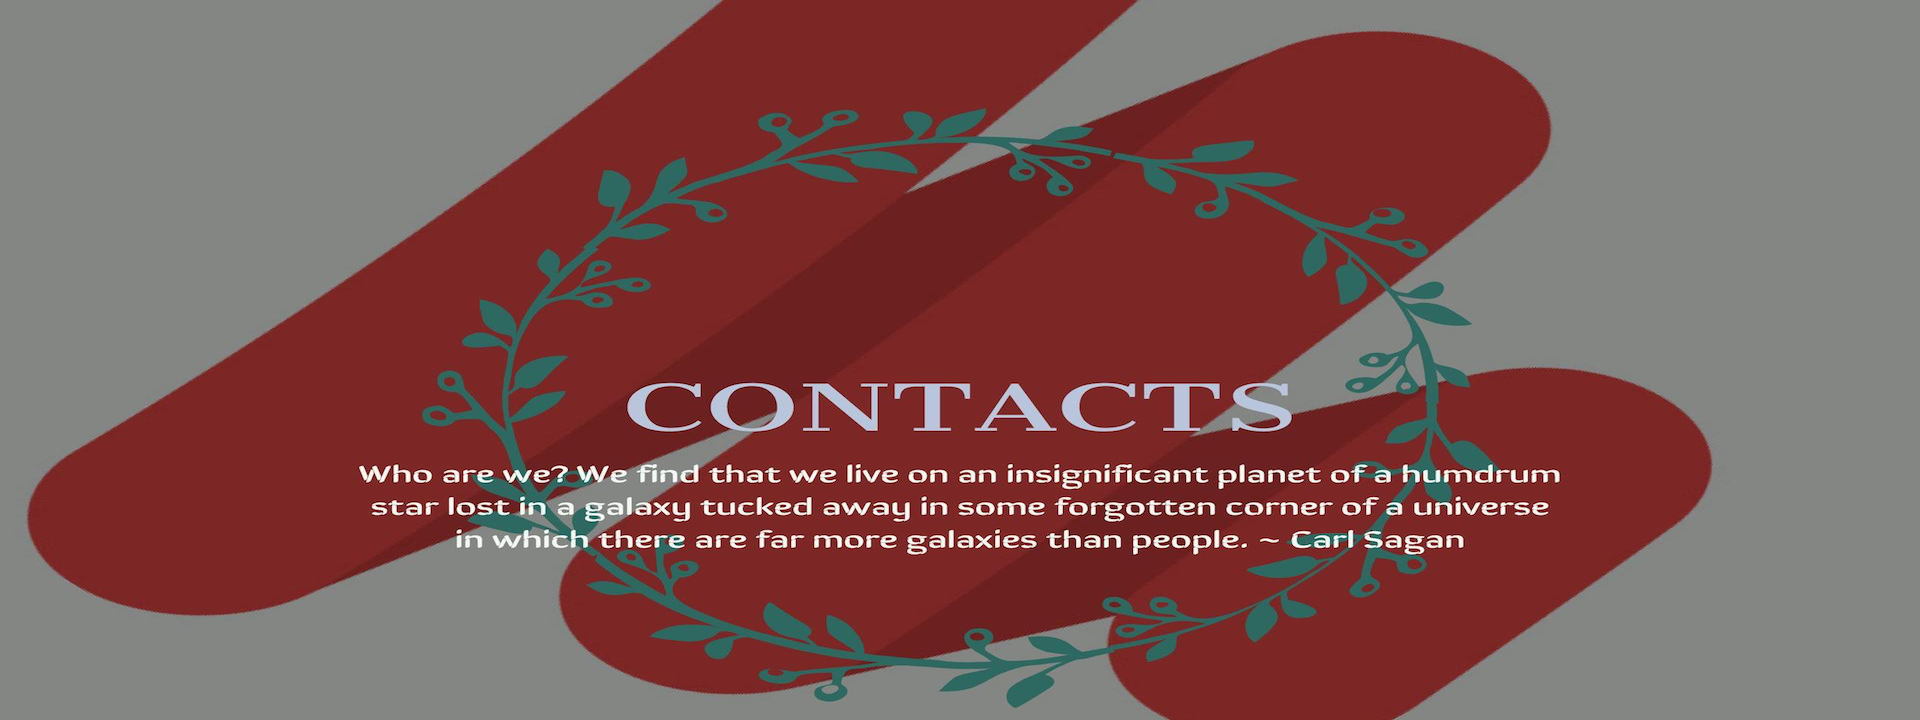 CONTACTS
Who are we? We find that we live on an insignificant planet of a humdrum
star lost in a galaxy tucked away in some forgotten corner of a universe
in which there are far more galaxies than people. ~ Carl Sagan